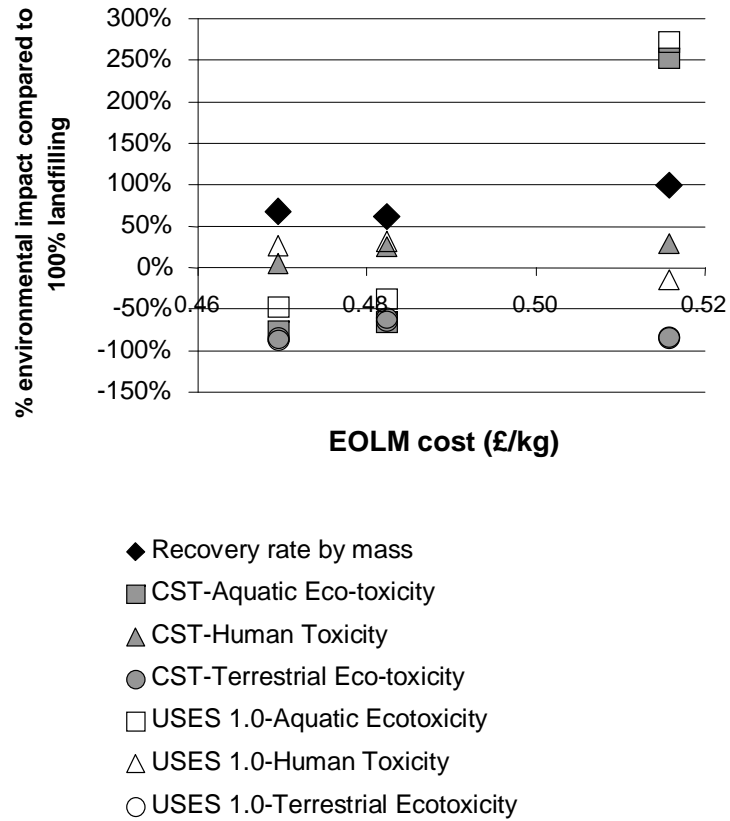 300%
250%
200%
150%
100%
50%
0%
-50%
-100%
-150%
0.46 0.48 0.50 0.52
% environmental impact compared to
100% landfilling
EOLM cost (£/kg)
Recovery rate by mass
CST-Aquatic Eco-toxicity
CST-Human Toxicity
CST-Terrestrial Eco-toxicity
USES 1.0-Aquatic Ecotoxicity
USES 1.0-Human Toxicity
USES 1.0-Terrestrial Ecotoxicity